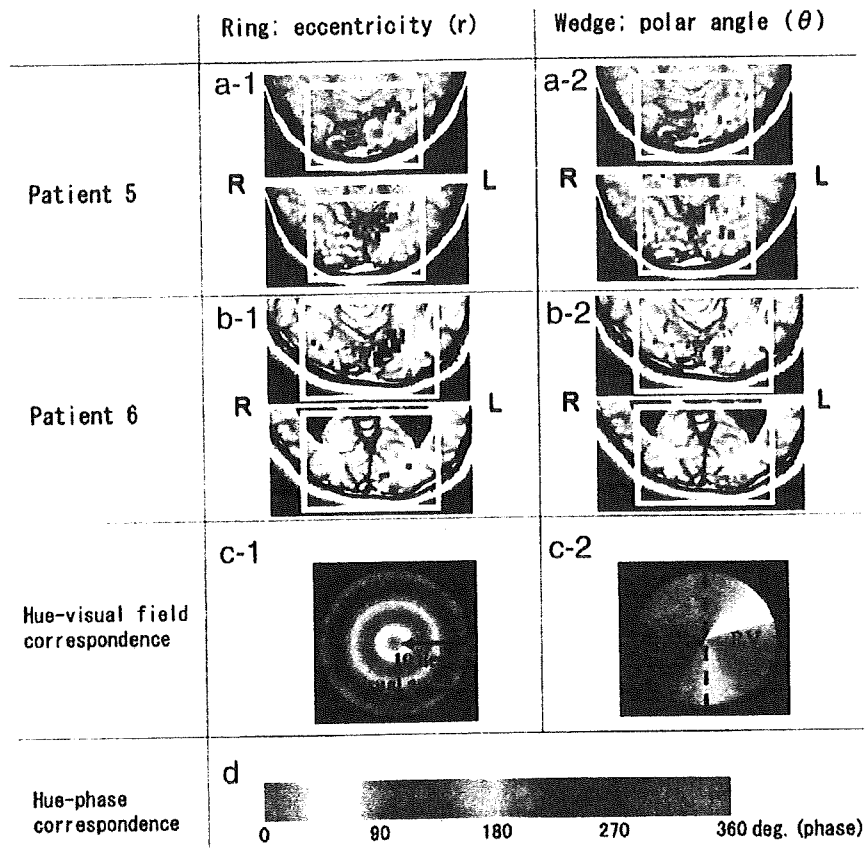 Ring: eccentricity (r)
Wedge: polar angle (θ)
Patient 5
a-1
a-2
R
L
R
L
Patient 6
b-1
b-2
R
L
R
L
Hue-visual field
correspondence
c-1
c-2
Hue-phase
correspondence
d
0
90
180
270
360 deg. (phase)